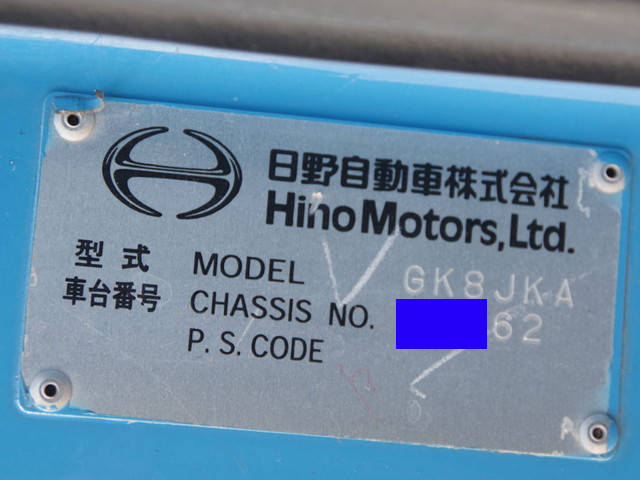 日野自動車株式会社
Hino Motors, Ltd.
型式 MODEL GK8JKA
車台番号 CHASSIS NO. 62
P. S. CODE